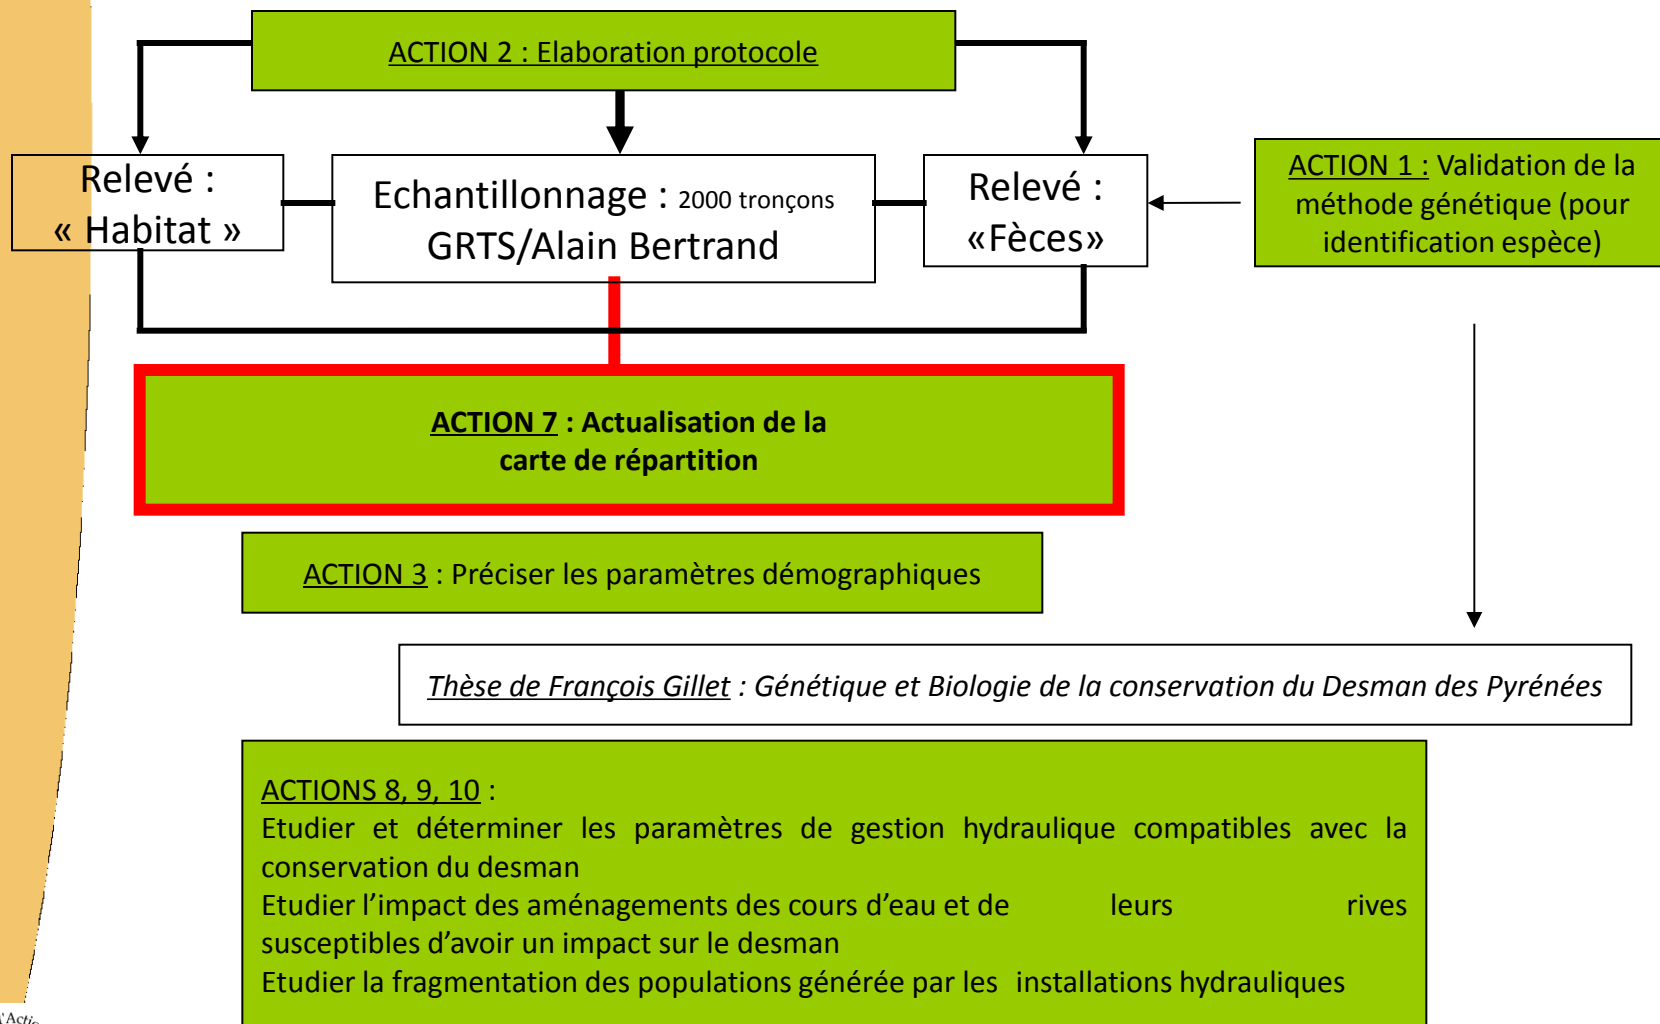 ACTION 2 : Elaboration protocole
Relevé :
« Habitat »
Echantillonnage : 2000 tronçons
GRTS/Alain Bertrand
Relevé :
«Fèces»
ACTION 1 : Validation de la
méthode génétique (pour
identification espèce)
ACTION 7 : Actualisation de la
carte de répartition
ACTION 3 : Préciser les paramètres démographiques
Thèse de François Gillet : Génétique et Biologie de la conservation du Desman des Pyrénées
ACTIONS 8, 9, 10 :
Etudier et déterminer les paramètres de gestion hydraulique compatibles avec la
conservation du desman
Etudier l’impact des aménagements des cours d’eau et de leurs rives
susceptibles d’avoir un impact sur le desman
Etudier la fragmentation des populations générée par les installations hydrauliques